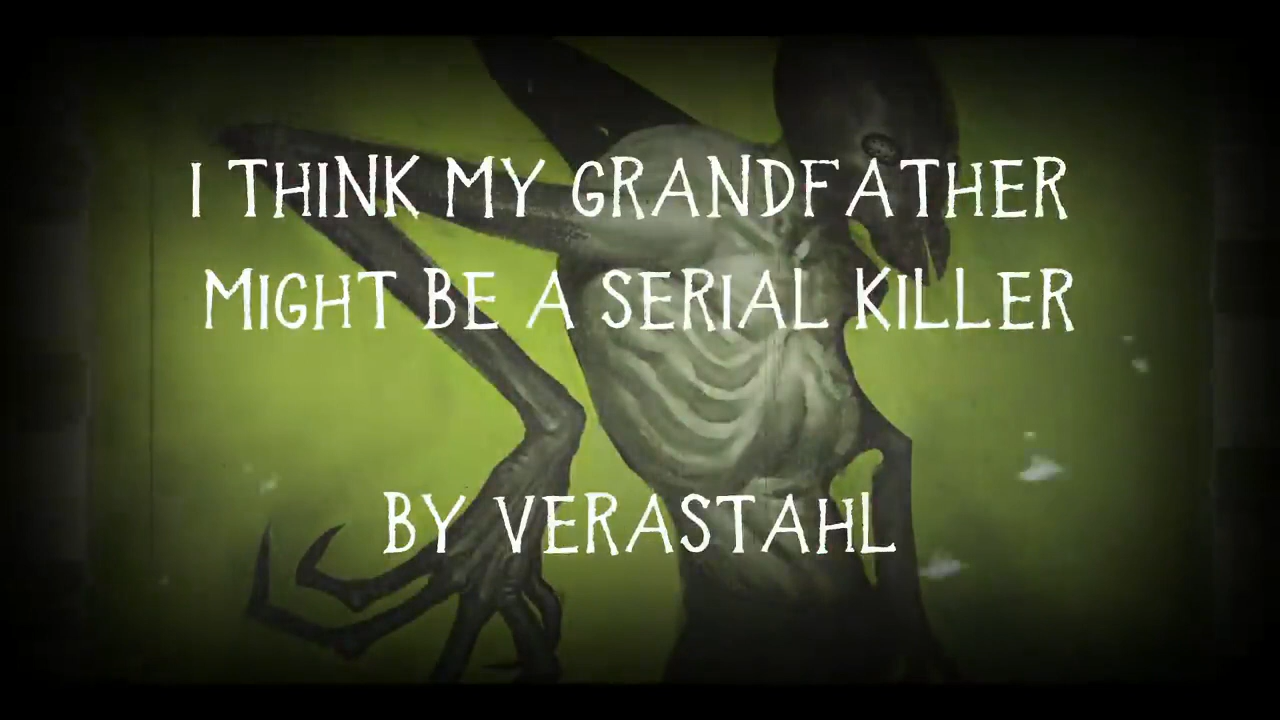 I THINK MY GRANDFATHER
MIGHT BE A SERIAL KILLER
BY VERASTAHL